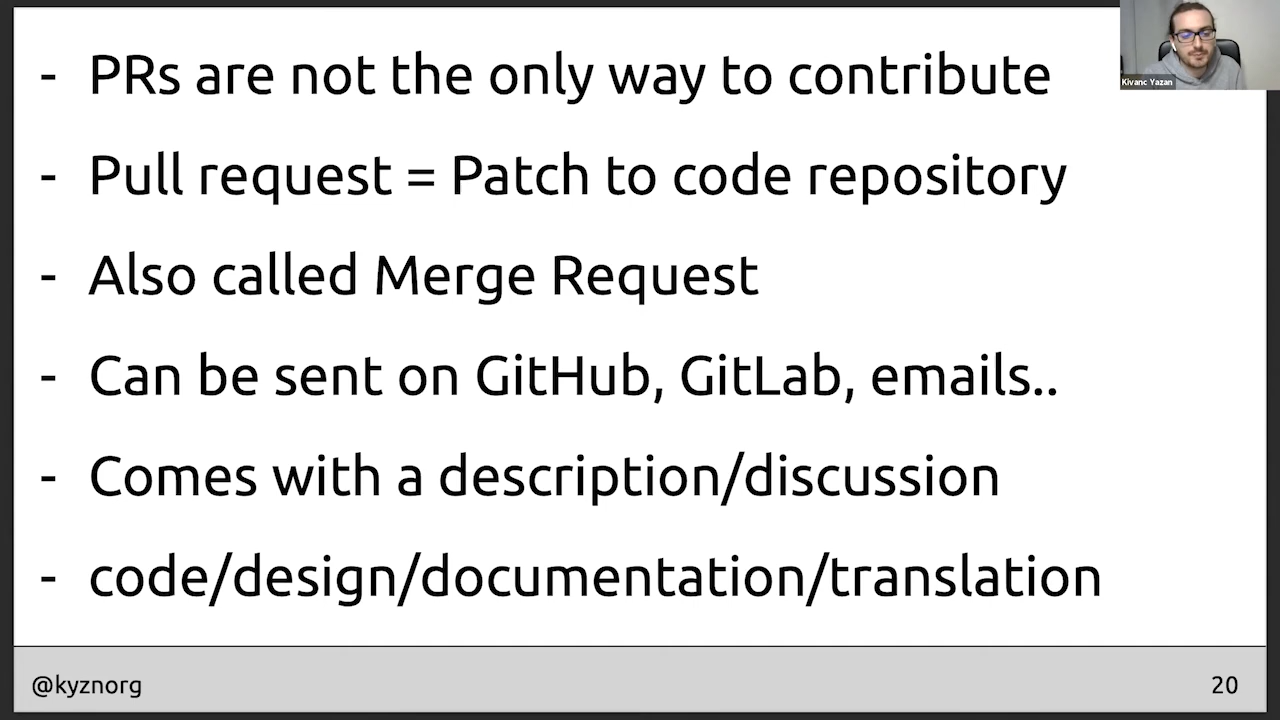 - PRs are not the only way to contribute
- Pull request = Patch to code repository
- Also called Merge Request
- Can be sent on GitHub, GitLab, emails..
- Comes with a description/discussion
- code/design/documentation/translation
Kivanc Yazan
@kyznorg
20